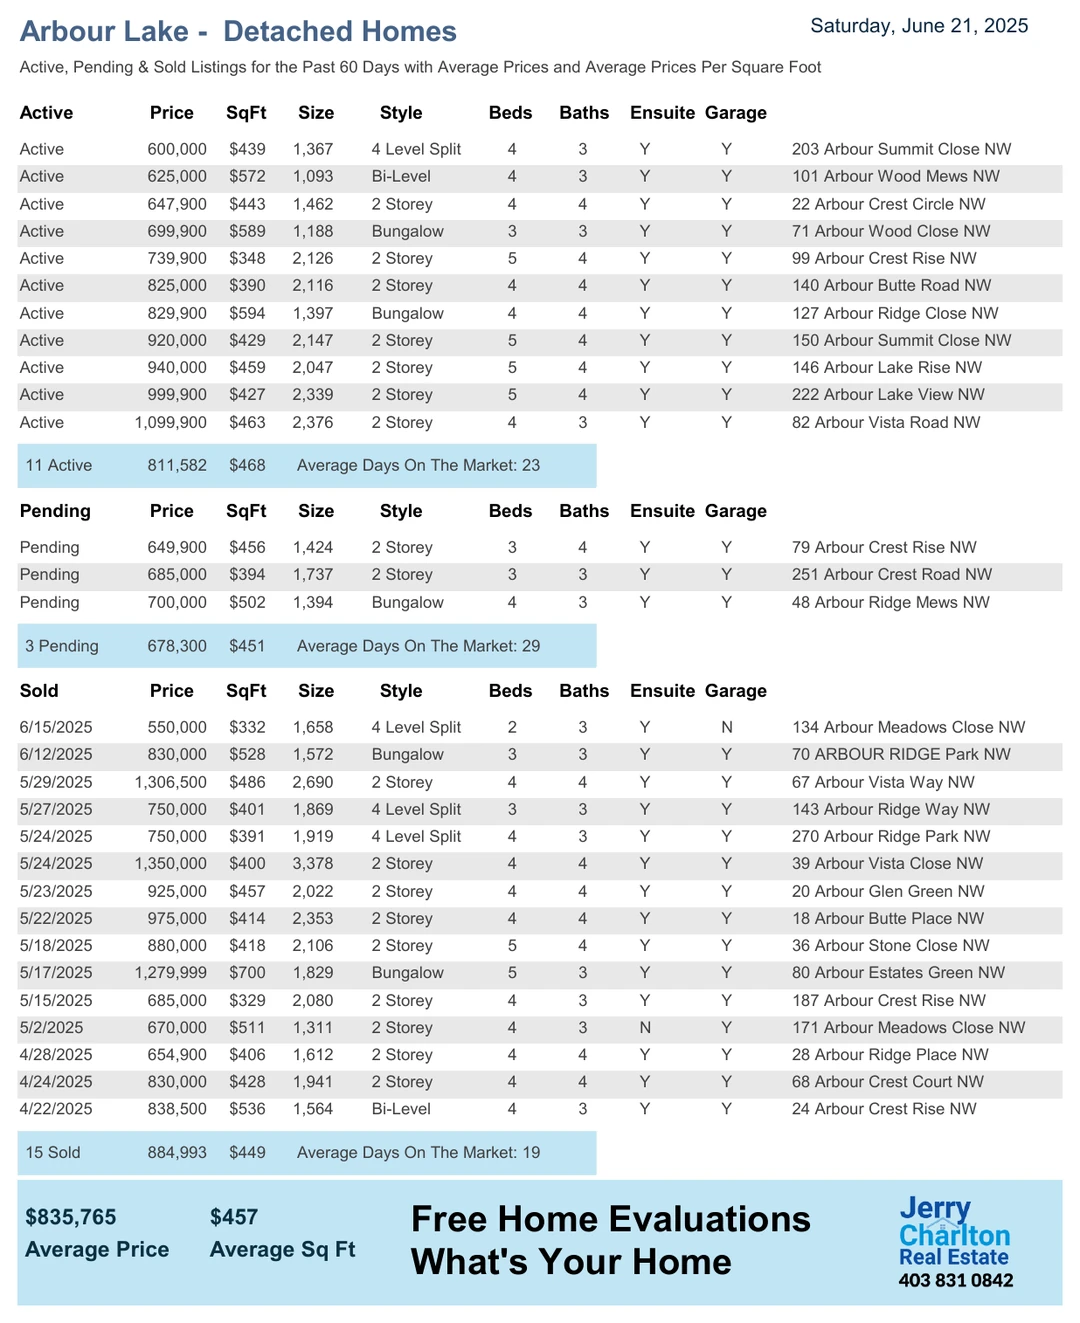 Arbour Lake -  Detached Homes
Saturday, June 21, 2025
Active, Pending & Sold Listings for the Past 60 Days with Average Prices and Average Prices Per Square Foot
Active Price SqFt Size Style Beds Baths Ensuite Garage
Active 600,000 $439 1,367 4 Level Split 4 3 Y Y 203 Arbour Summit Close NW
Active 625,000 $572 1,093 Bi-Level 4 3 Y Y 101 Arbour Wood Mews NW
Active 647,900 $443 1,462 2 Storey 4 4 Y Y 22 Arbour Crest Circle NW
Active 699,900 $589 1,188 Bungalow 3 3 Y Y 71 Arbour Wood Close NW
Active 739,900 $348 2,126 2 Storey 5 4 Y Y 99 Arbour Crest Rise NW
Active 825,000 $390 2,116 2 Storey 4 4 Y Y 140 Arbour Butte Road NW
Active 829,900 $594 1,397 Bungalow 4 4 Y Y 127 Arbour Ridge Close NW
Active 920,000 $429 2,147 2 Storey 5 4 Y Y 150 Arbour Summit Close NW
Active 940,000 $459 2,047 2 Storey 5 4 Y Y 146 Arbour Lake Rise NW
Active 999,900 $427 2,339 2 Storey 5 4 Y Y 222 Arbour Lake View NW
Active 1,099,900 $463 2,376 2 Storey 4 3 Y Y 82 Arbour Vista Road NW
11 Active 811,582 $468 Average Days On The Market: 23
Pending Price SqFt Size Style Beds Baths Ensuite Garage
Pending 649,900 $456 1,424 2 Storey 3 4 Y Y 79 Arbour Crest Rise NW
Pending 685,000 $394 1,737 2 Storey 3 3 Y Y 251 Arbour Crest Road NW
Pending 700,000 $502 1,394 Bungalow 4 3 Y Y 48 Arbour Ridge Mews NW
3 Pending 678,300 $451 Average Days On The Market: 29
Sold Price SqFt Size Style Beds Baths Ensuite Garage
6/15/2025 550,000 $332 1,658 4 Level Split 2 3 Y N 134 Arbour Meadows Close NW
6/12/2025 830,000 $528 1,572 Bungalow 3 3 Y Y 70 ARBOUR RIDGE Park NW
5/29/2025 1,306,500 $486 2,690 2 Storey 4 4 Y Y 67 Arbour Vista Way NW
5/27/2025 750,000 $401 1,869 4 Level Split 3 3 Y Y 143 Arbour Ridge Way NW
5/24/2025 750,000 $391 1,919 4 Level Split 4 3 Y Y 270 Arbour Ridge Park NW
5/24/2025 1,350,000 $400 3,378 2 Storey 4 4 Y Y 39 Arbour Vista Close NW
5/23/2025 925,000 $457 2,022 2 Storey 4 4 Y Y 20 Arbour Glen Green NW
5/22/2025 975,000 $414 2,353 2 Storey 4 4 Y Y 18 Arbour Butte Place NW
5/18/2025 880,000 $418 2,106 2 Storey 5 4 Y Y 36 Arbour Stone Close NW
5/17/2025 1,279,999 $700 1,829 Bungalow 5 3 Y Y 80 Arbour Estates Green NW
5/15/2025 685,000 $329 2,080 2 Storey 4 3 Y Y 187 Arbour Crest Rise NW
5/2/2025 670,000 $511 1,311 2 Storey 4 3 N Y 171 Arbour Meadows Close NW
4/28/2025 654,900 $406 1,612 2 Storey 4 4 Y Y 28 Arbour Ridge Place NW
4/24/2025 830,000 $428 1,941 2 Storey 4 4 Y Y 68 Arbour Crest Court NW
4/22/2025 838,500 $536 1,564 Bi-Level 4 3 Y Y 24 Arbour Crest Rise NW
15 Sold 884,993 $449 Average Days On The Market: 19
$835,765 $457
Average Price Average Sq Ft
Free Home Evaluations
What's Your Home
Jerry
Charlton
Real Estate
403 831 0842